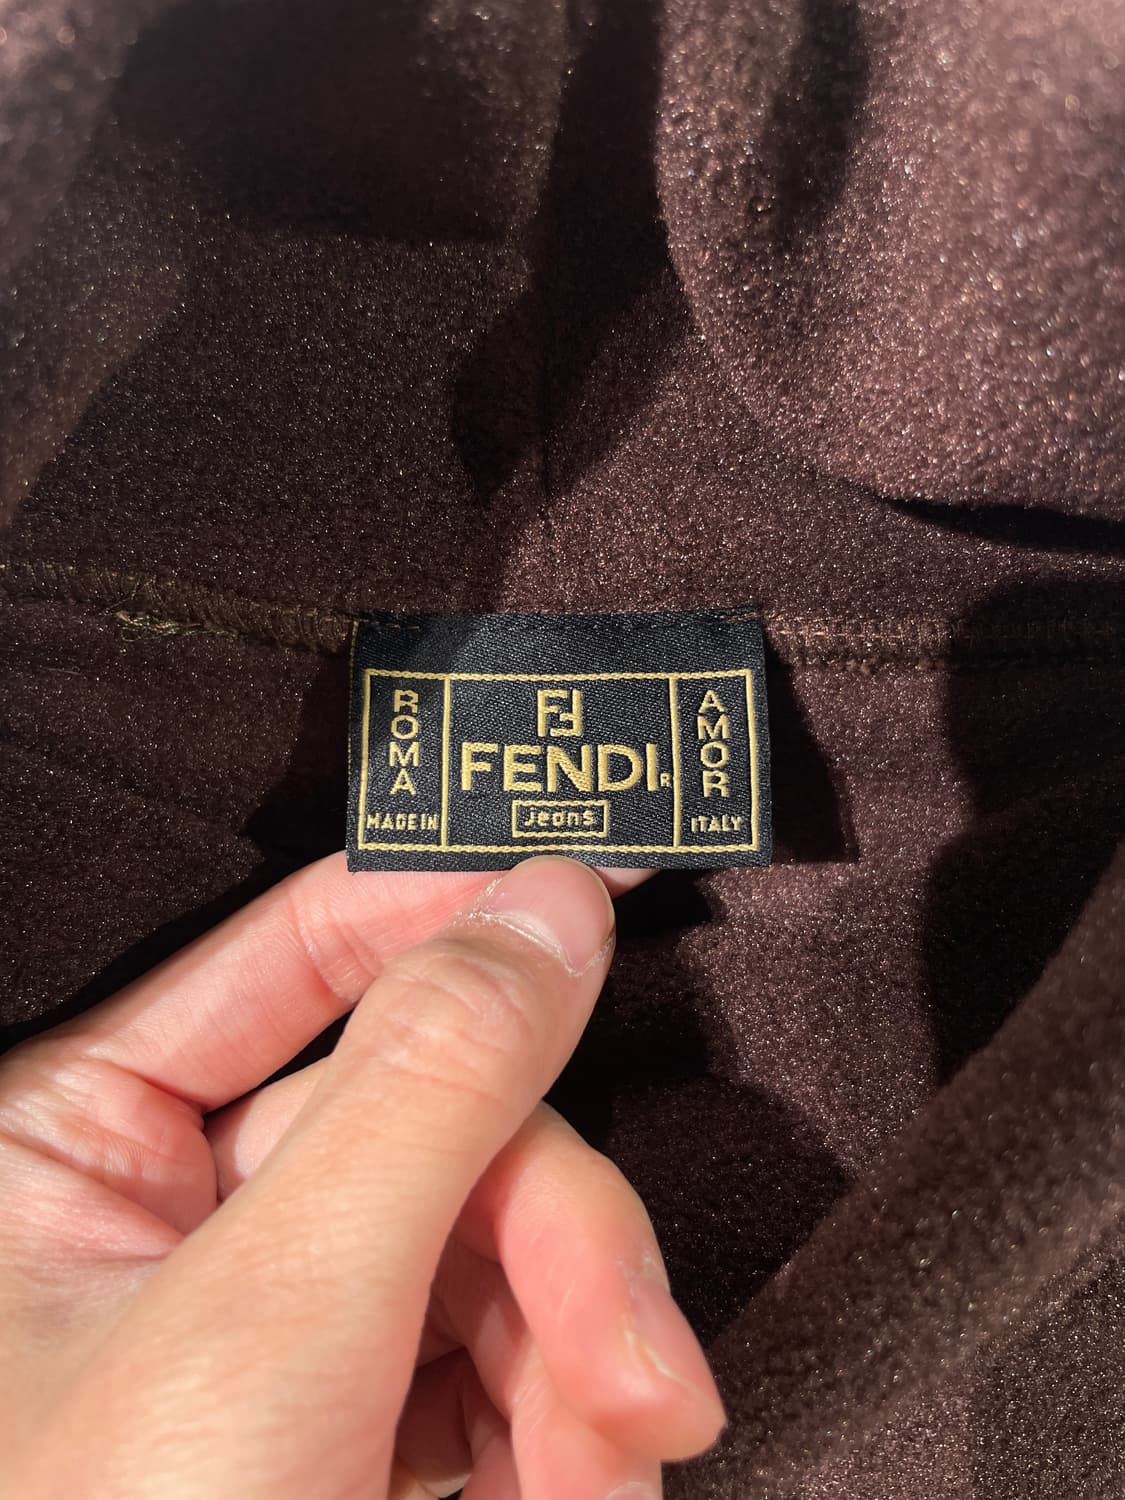 ROMA
MADE IN
FF
FENDI R
Jeans
AMOR
ITALY